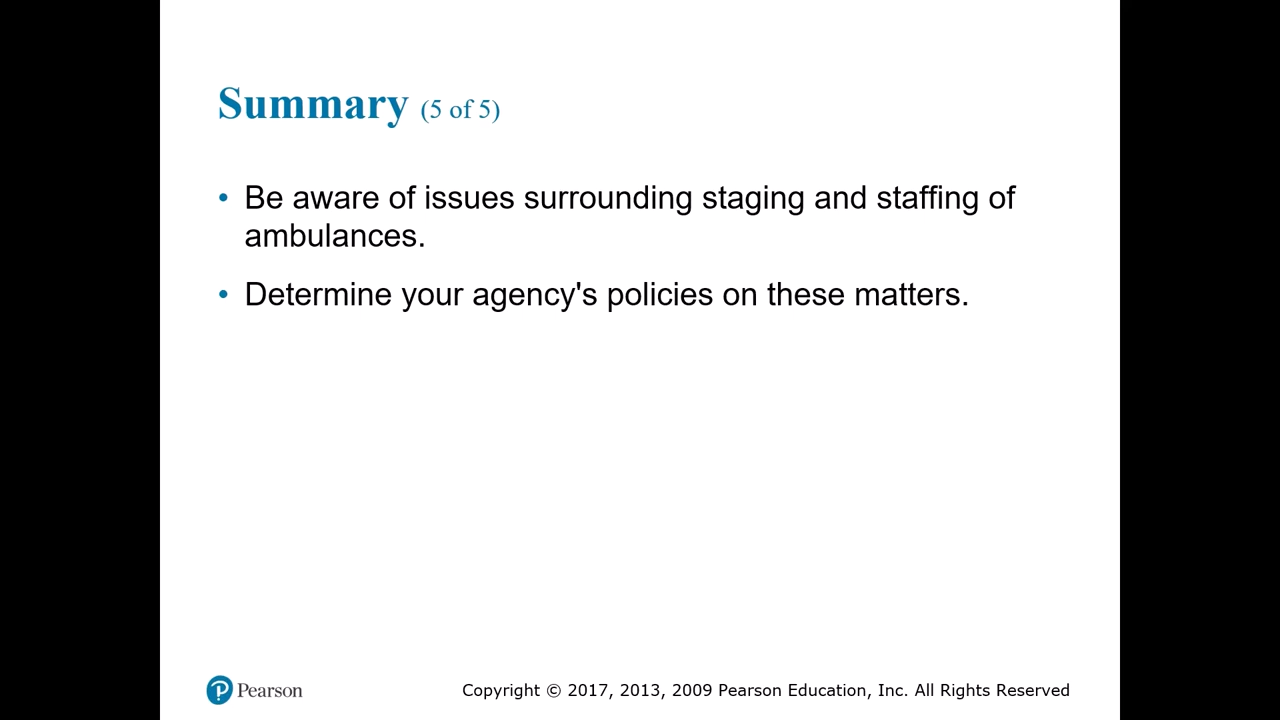 Summary (5 of 5)
• Be aware of issues surrounding staging and staffing of
ambulances.
• Determine your agency's policies on these matters.
Pearson
Copyright © 2017, 2013, 2009 Pearson Education, Inc. All Rights Reserved